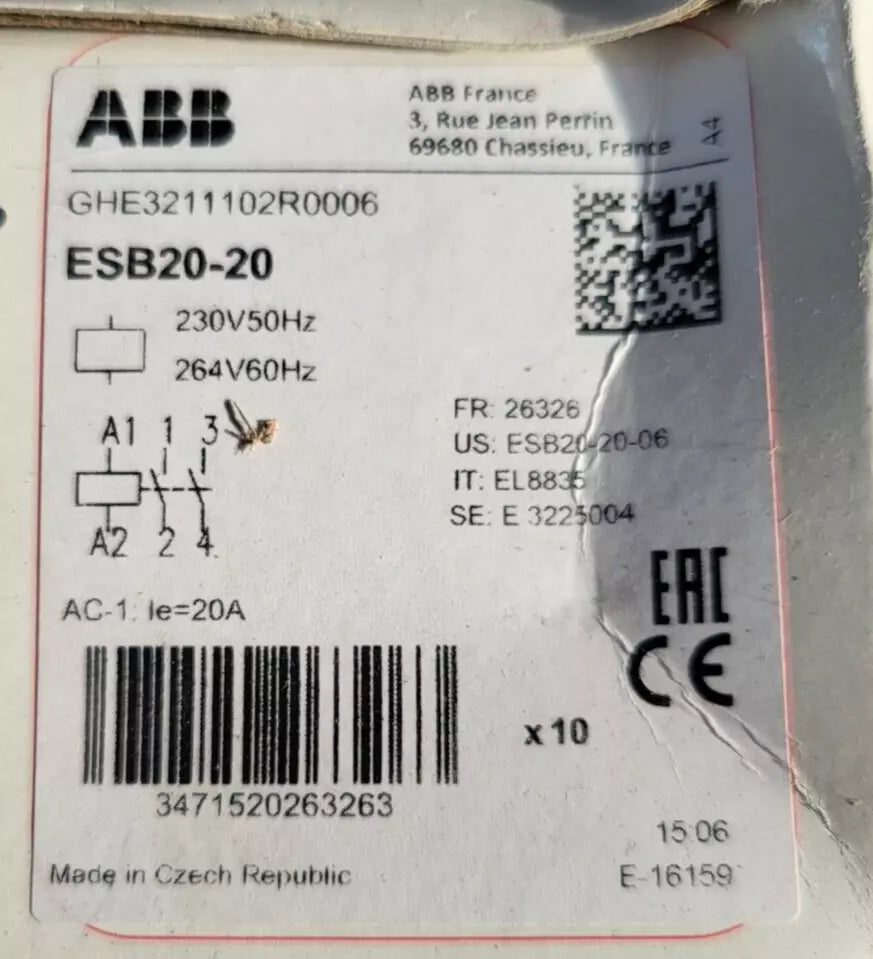 ABB
ABB France
3, Rue Jean Perrin
69680 Chassieu, France
A4
GHE3211102R0006
ESB20-20
230V50Hz
264V60Hz
A1 1 3
A2 2 4
FR: 26326
US: ESB20-20-06
IT: EL8835
SE: E 3225004
AC-1: Ie=20A
EAC
CE
x10
3471520263263
15 06
Made in Czech Republic
E-16159